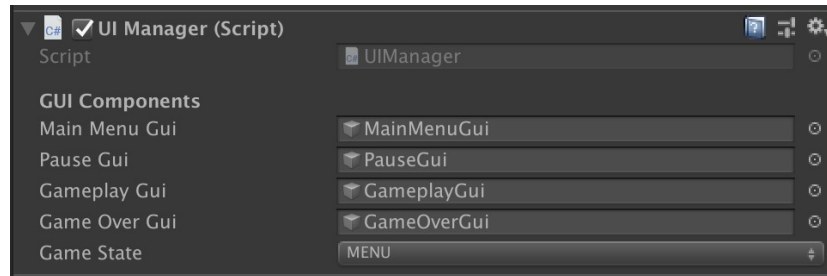 C# UI Manager (Script)
Script UIManager
GUI Components
Main Menu Gui MainMenuGui
Pause Gui PauseGui
Gameplay Gui GameplayGui
Game Over Gui GameOverGui
Game State MENU